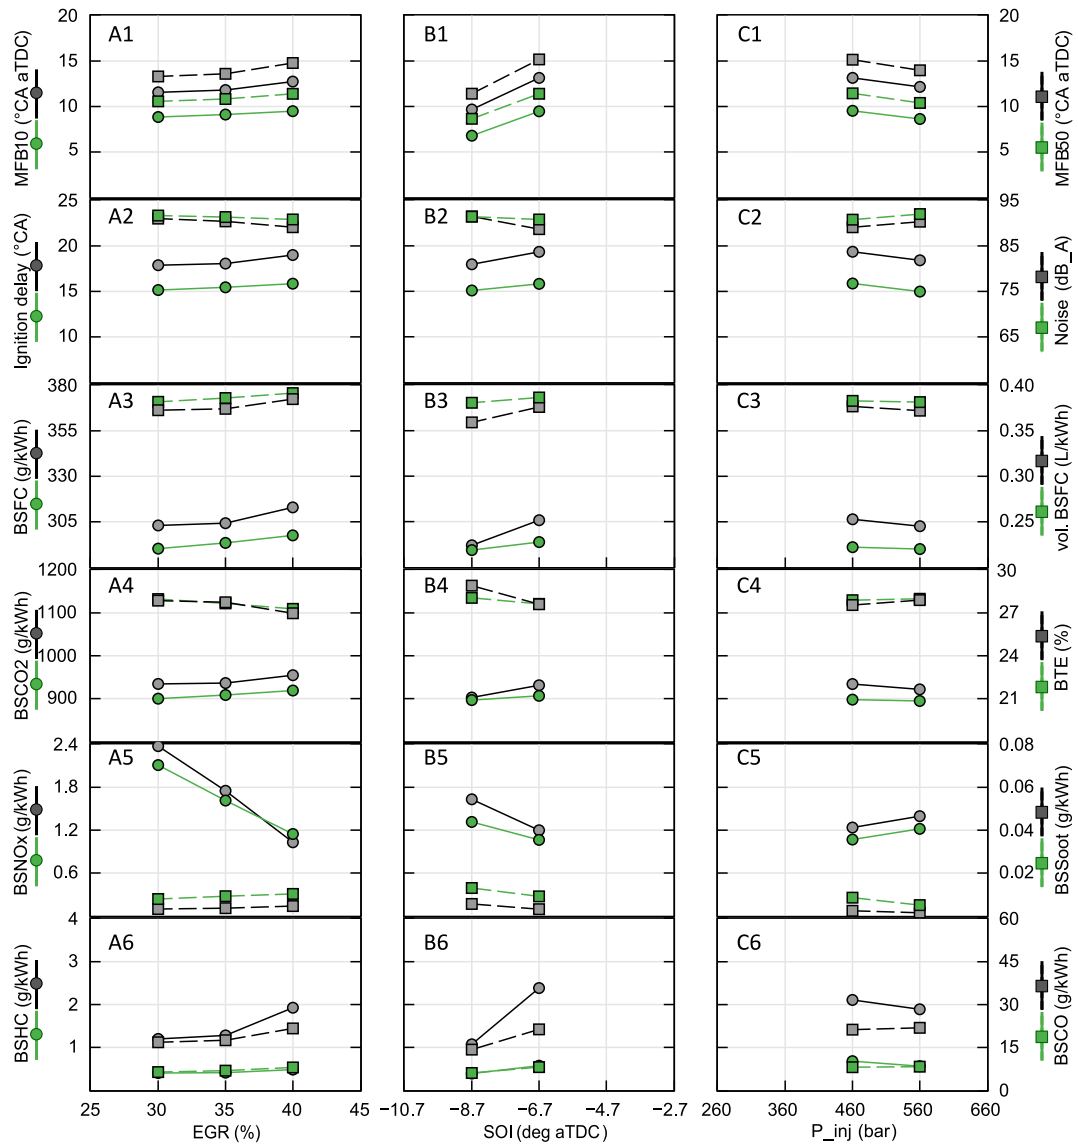 20
15
10
5
MFB10 (°CA aTDC)
A1
B1
C1
20
15
10
5
MFB50 (°CA aTDC)
25
20
15
10
Ignition delay (°CA)
A2
B2
C2
95
85
75
65
Noise (dB_A)
380
355
330
305
BSFC (g/kWh)
A3
B3
C3
0.40
0.35
0.30
0.25
vol. BSFC (L/kWh)
1200
1100
1000
900
BSCO2 (g/kWh)
A4
B4
C4
30
27
24
21
BTE (%)
2.4
1.8
1.2
0.6
BSNOx (g/kWh)
A5
B5
C5
0.08
0.06
0.04
0.02
BSSoot (g/kWh)
4
3
2
1
BSHC (g/kWh)
A6
B6
C6
60
45
30
15
0
BSCO (g/kWh)
25 30 35 40 45
EGR (%)
−10.7 −8.7 −6.7 −4.7 −2.7
SOI (deg aTDC)
260 360 460 560 660
P_inj (bar)